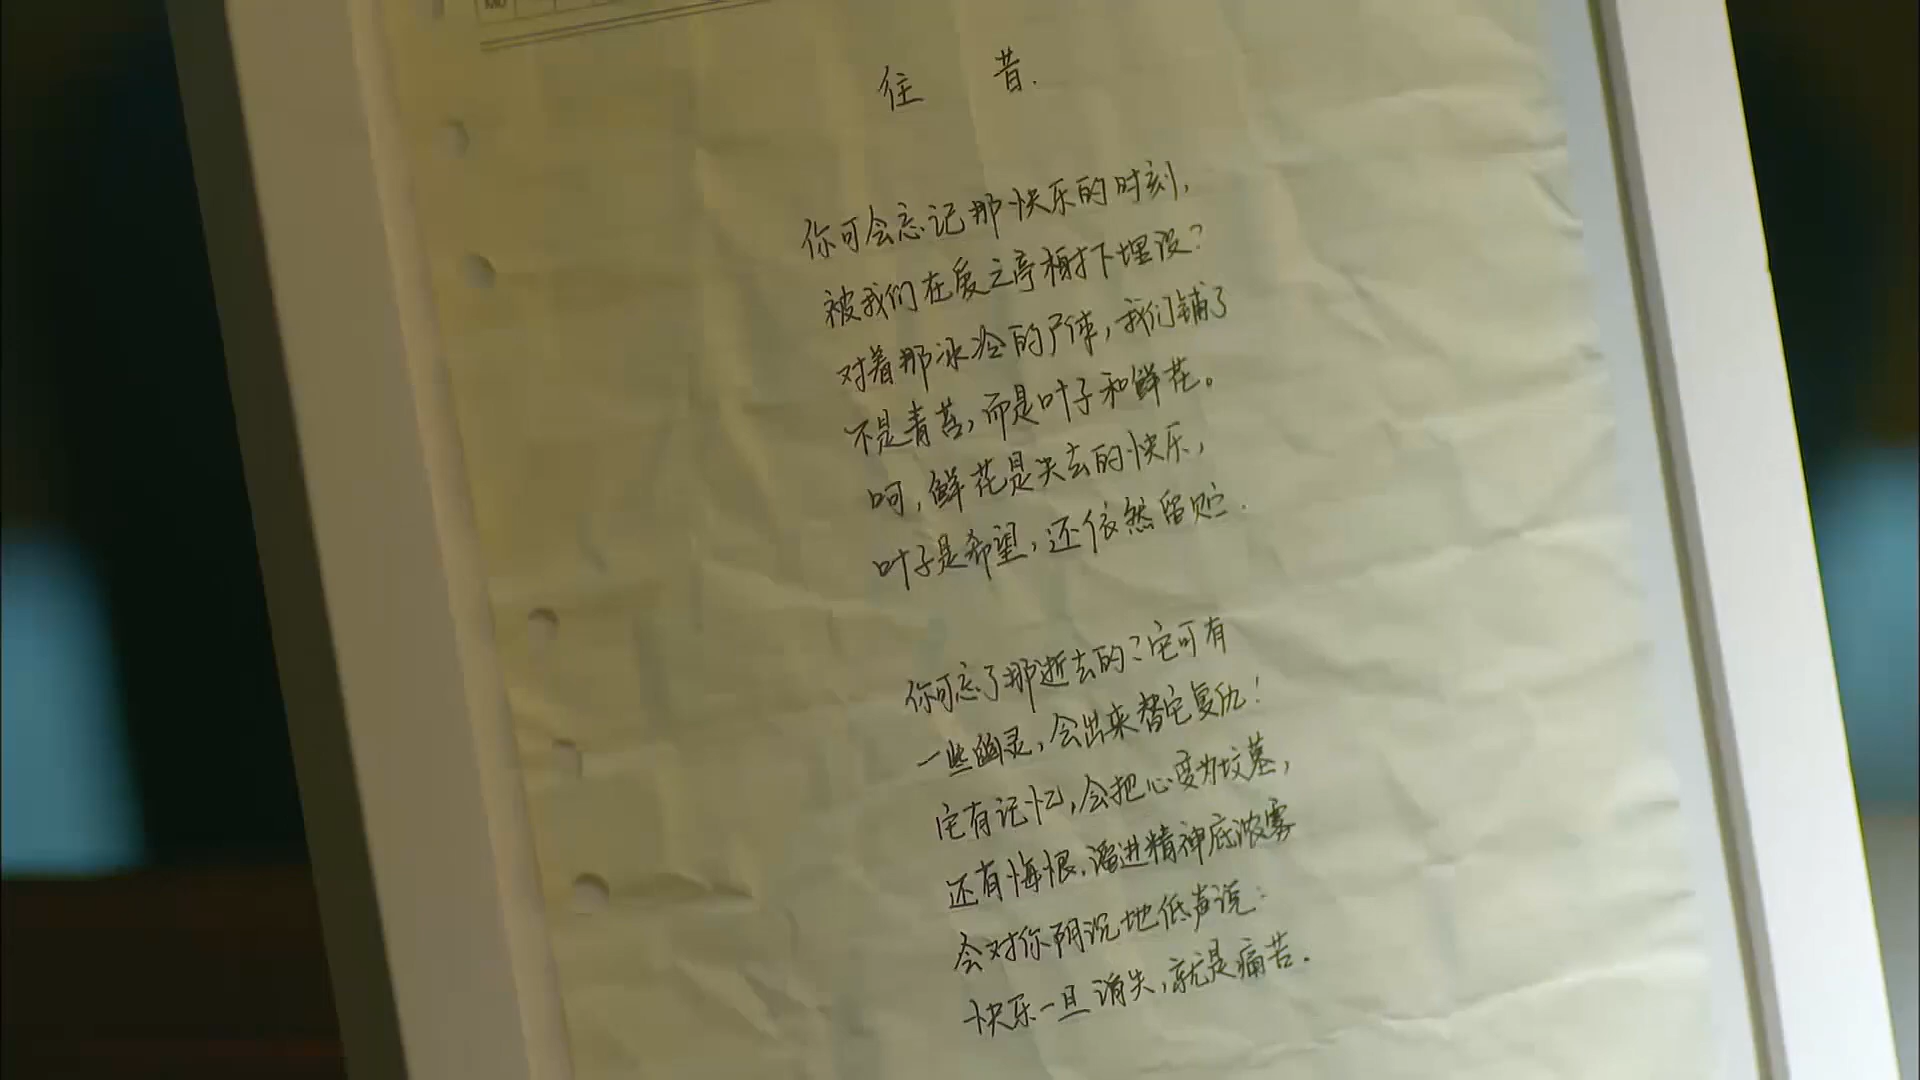 往 昔.
你可会忘记那快乐的时刻，
被我们在爱之亭榭下埋没？
对着那冰冷的尸体，我们铺了
不是青苔，而是叶子和鲜花。
呵，鲜花是失去的快乐，
叶子是希望，还依然留贮.
你可忘了那逝去的？它可有
一些幽灵，会出来替它复仇！
它有记忆，会把心变为坟墓，
还有悔恨，溜进精神底浓雾
会对你阴沉地低声说：
快乐一旦消失，就是痛苦.